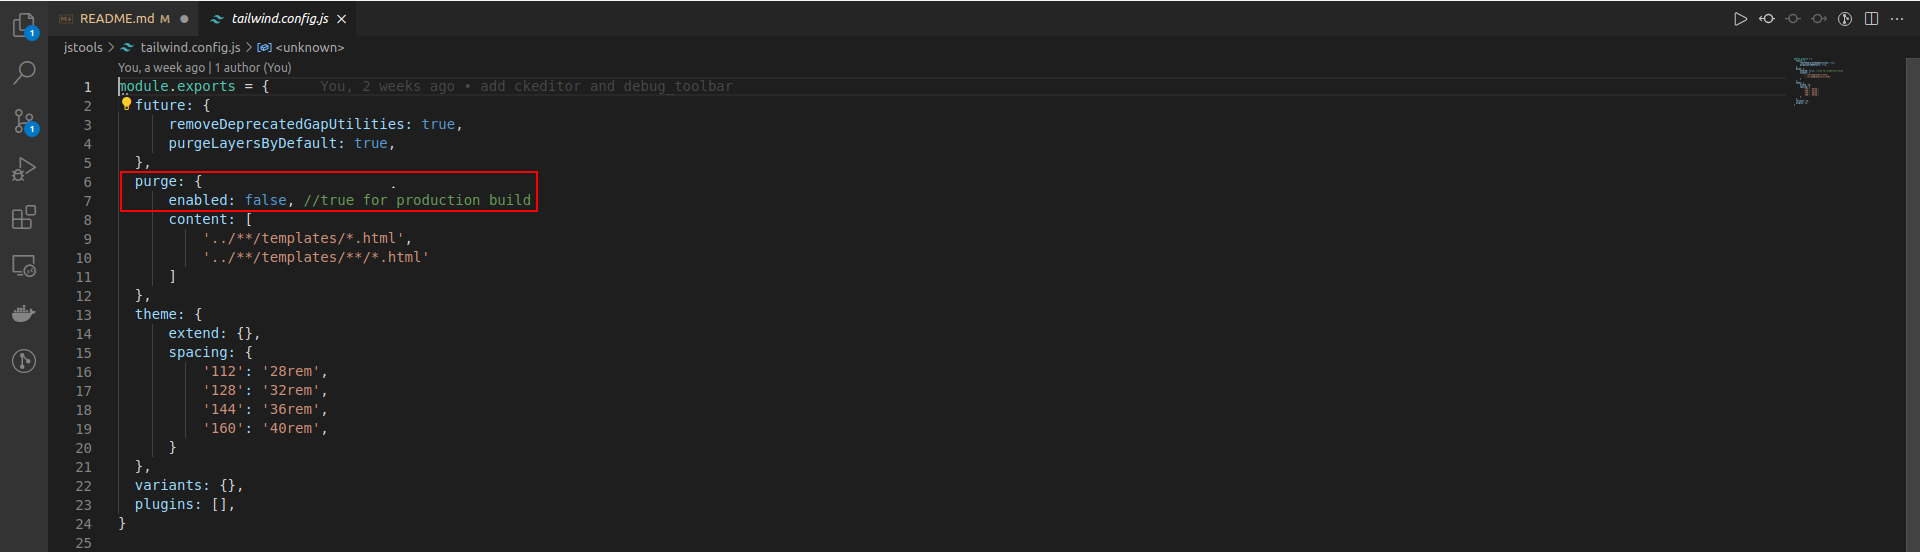 README.md M
tailwind.config.js
1
jstools > tailwind.config.js > <unknown>
You, a week ago | 1 author (You)
1 module.exports = { You, 2 weeks ago • add ckeditor and debug_toolbar
2 future: {
3 removeDeprecatedGapUtilities: true,
4 purgeLayersByDefault: true,
5 },
6 purge: {
7 enabled: false, //true for production build
8 content: [
9 '../**/templates/*.html',
10 '../**/templates/**/*.html'
11 ]
12 },
13 theme: {
14 extend: {},
15 spacing: {
16 '112': '28rem',
17 '128': '32rem',
18 '144': '36rem',
19 '160': '40rem',
20 }
21 },
22 variants: {},
23 plugins: [],
24 }
25
1